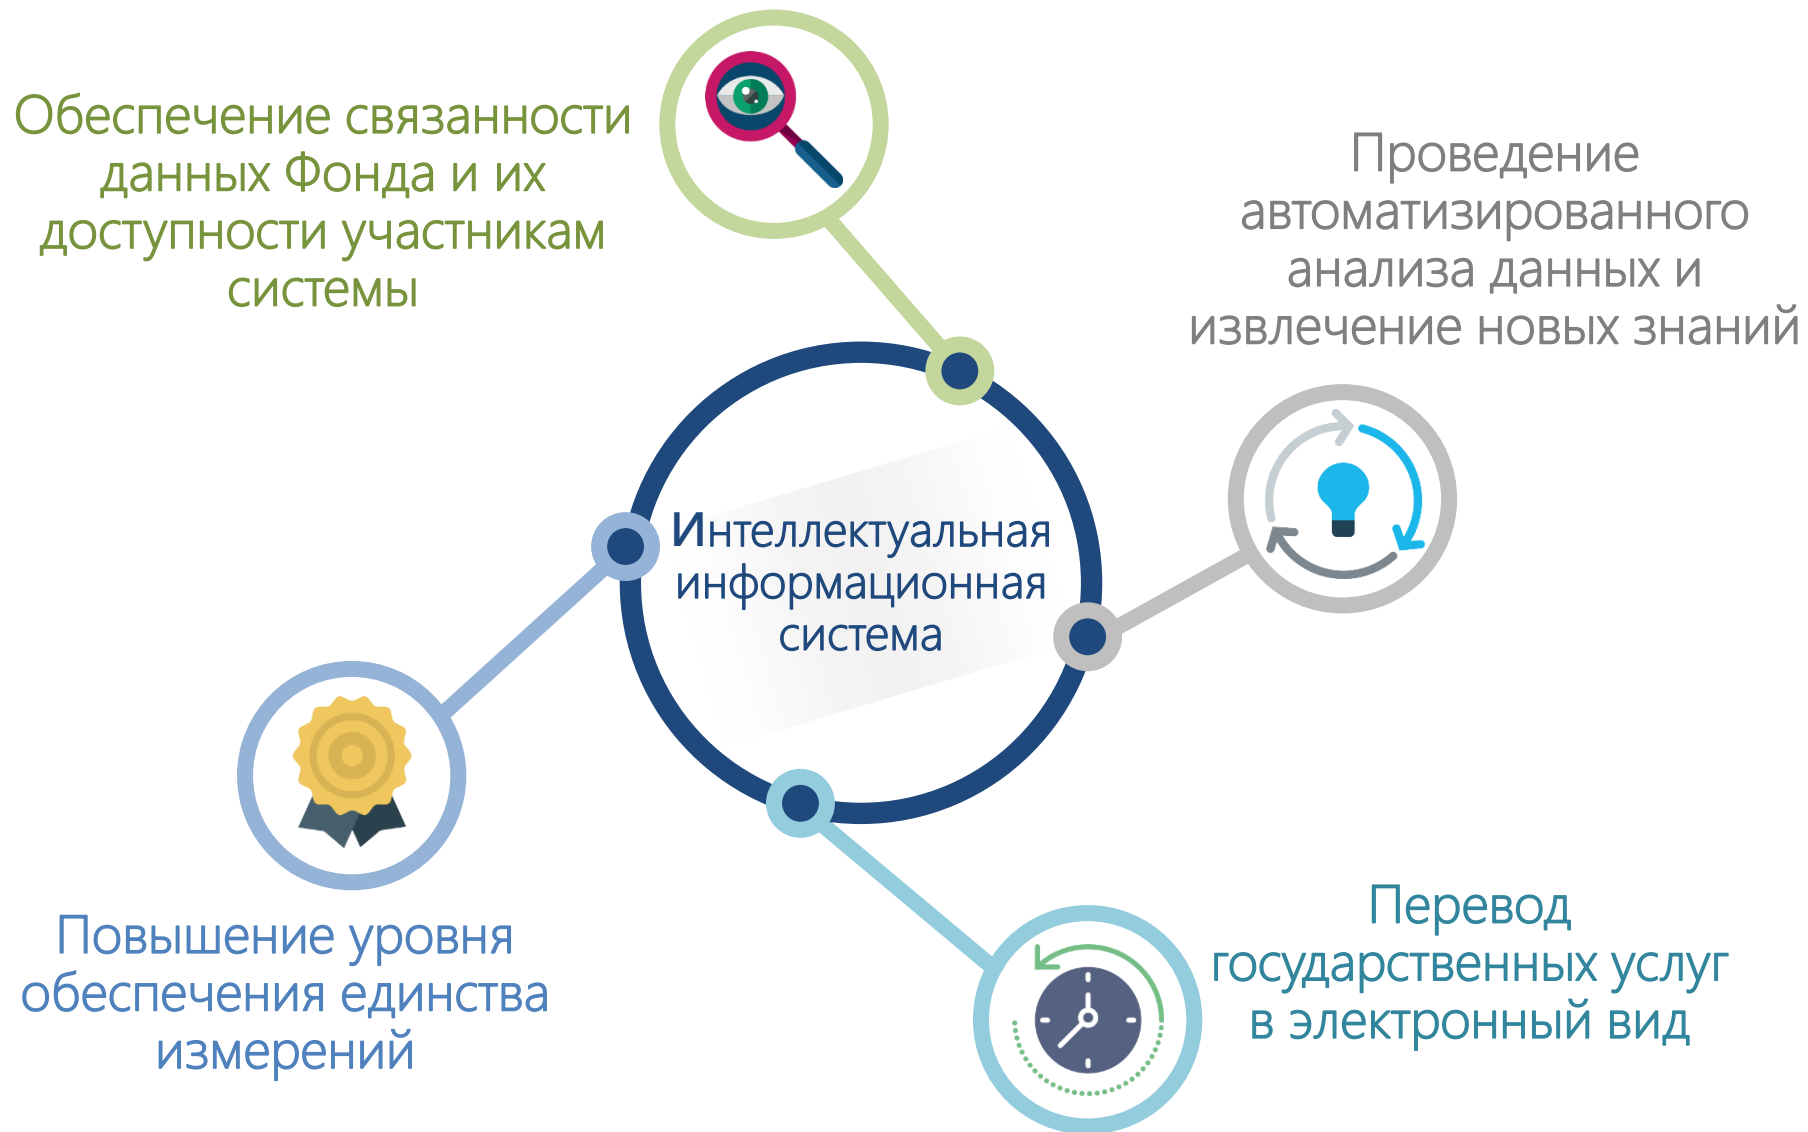 Обеспечение связанности
данных Фонда и их
доступности участникам
системы
Проведение
автоматизированного
анализа данных и
извлечение новых знаний
Интеллектуальная
информационная
система
Повышение уровня
обеспечения единства
измерений
Перевод
государственных услуг
в электронный вид